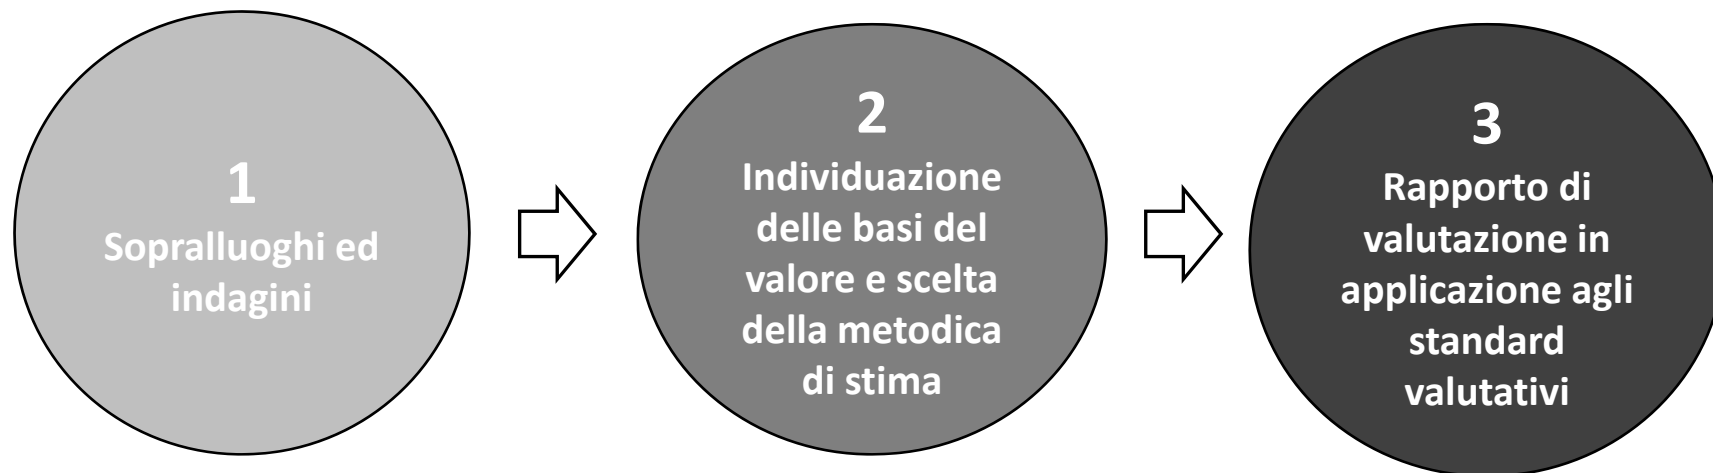 1
Sopralluoghi ed
indagini
2
Individuazione
delle basi del
valore e scelta
della metodica
di stima
3
Rapporto di
valutazione in
applicazione agli
standard
valutativi